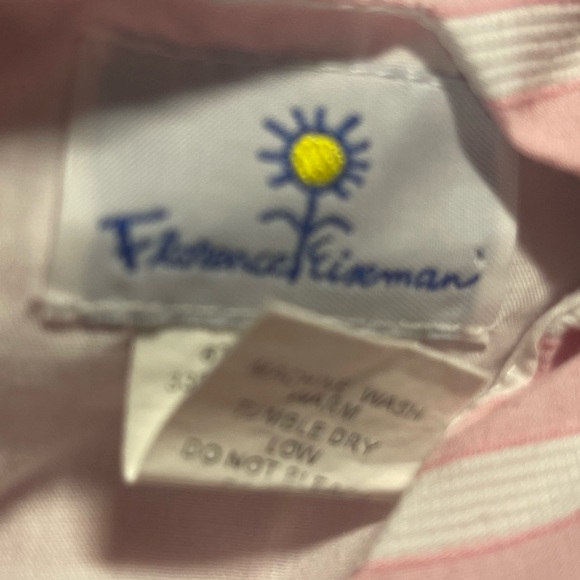 Florence Eiseman
MACHINE WASH
WARM
TUMBLE DRY
LOW
DO NOT